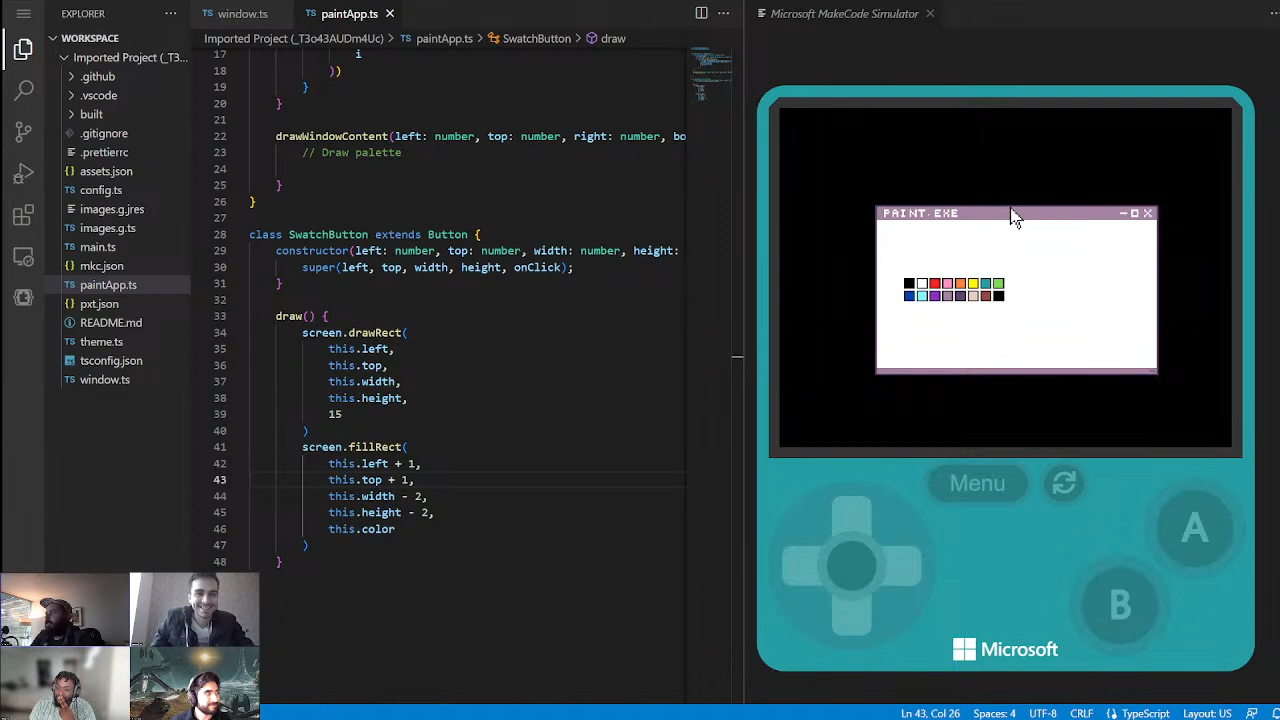 EXPLORER
window.ts
paintApp.ts
Microsoft MakeCode Simulator
WORKSPACE
Imported Project (_T3o43AUDm4Uc)
paintApp.ts
SwatchButton
draw
Imported Project (_T3...
.github
.vscode
built
.gitignore
.prettierrc
assets.json
config.ts
images.g.jres
images.g.ts
main.ts
mkc.json
paintApp.ts
pxt.json
README.md
theme.ts
tsconfig.json
window.ts
17 i
18 ))
19 }
20 }
21
22 drawWindowContent(left: number, top: number, right: number, bo
23 // Draw palette
24
25 }
26 }
27
28 class SwatchButton extends Button {
29 constructor(left: number, top: number, width: number, height:
30 super(left, top, width, height, onClick);
31 }
32
33 draw() {
34 screen.drawRect(
35 this.left,
36 this.top,
37 this.width,
38 this.height,
39 15
40 )
41 screen.fillRect(
42 this.left + 1,
43 this.top + 1,
44 this.width - 2,
45 this.height - 2,
46 this.color
47 )
48 }
PAINT.EXE
Menu
A
B
Microsoft
Ln 43, Col 26
Spaces: 4
UTF-8
CRLF
TypeScript
Layout: US